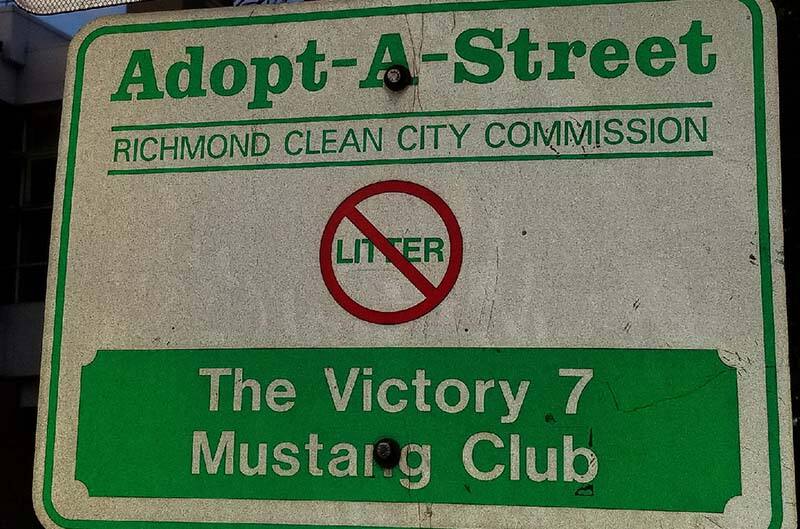 Adopt-A-Street
RICHMOND CLEAN CITY COMMISSION
LITTER
The Victory 7
Mustang Club